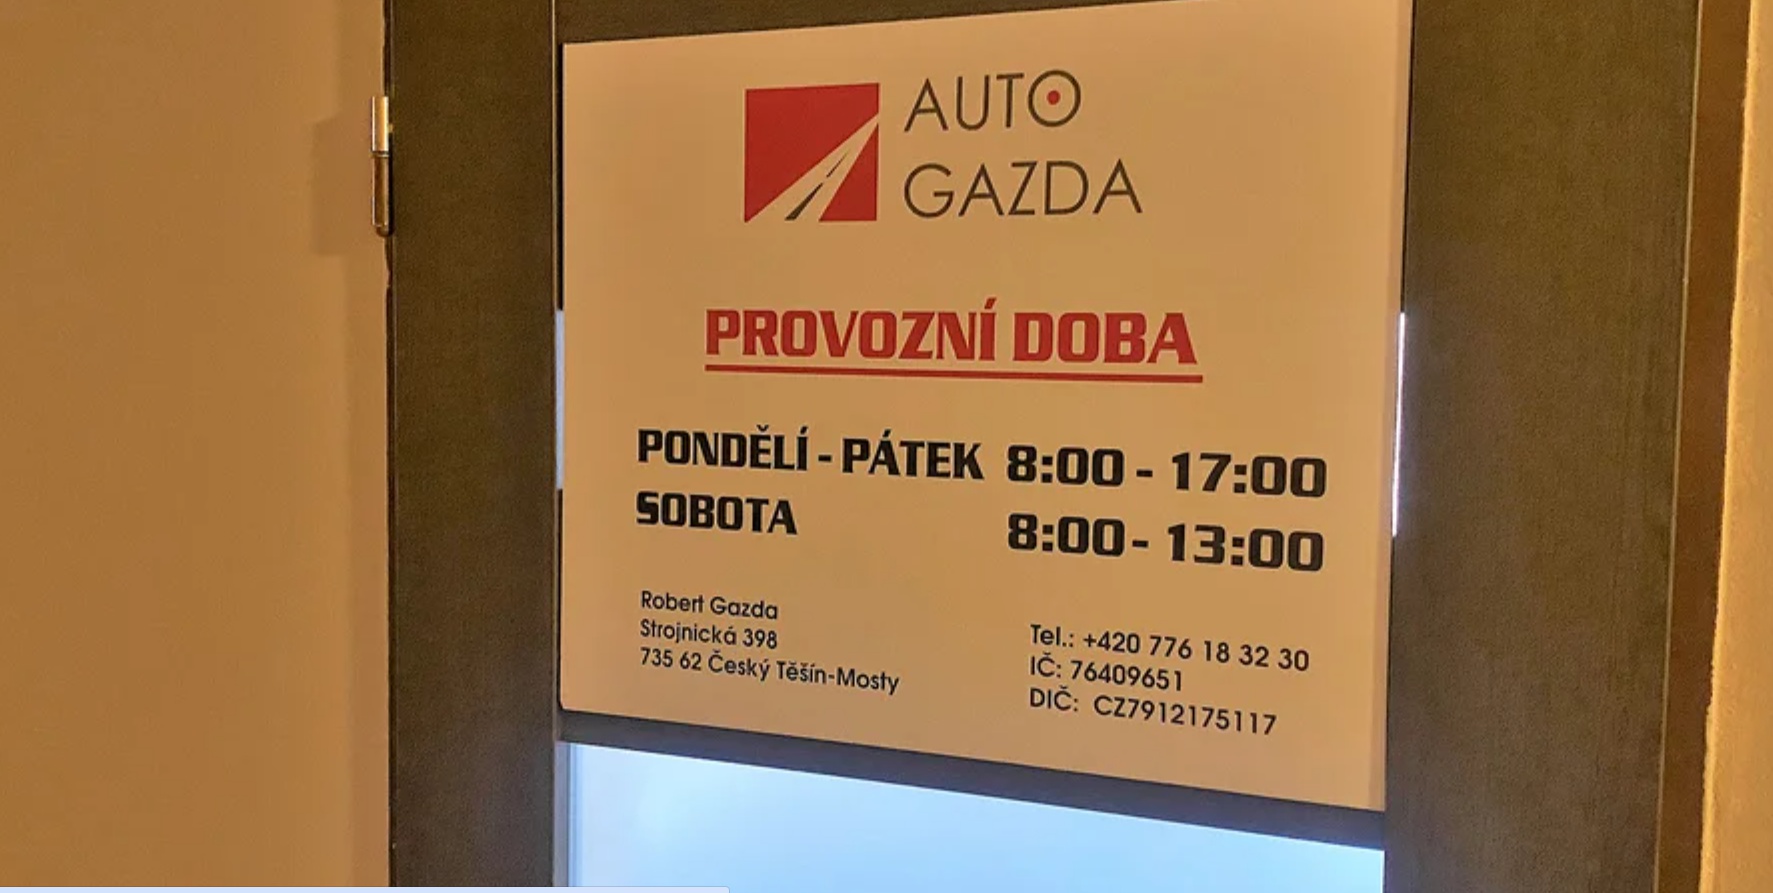 AUTO
GAZDA
PROVOZNÍ DOBA
PONDĚLÍ - PÁTEK 8:00 - 17:00
SOBOTA 8:00 - 13:00
Robert Gazda
Strojnická 398
735 62 Český Těšín-Mosty
Tel.: +420 776 18 32 30
IČ: 76409651
DIČ: CZ7912175117